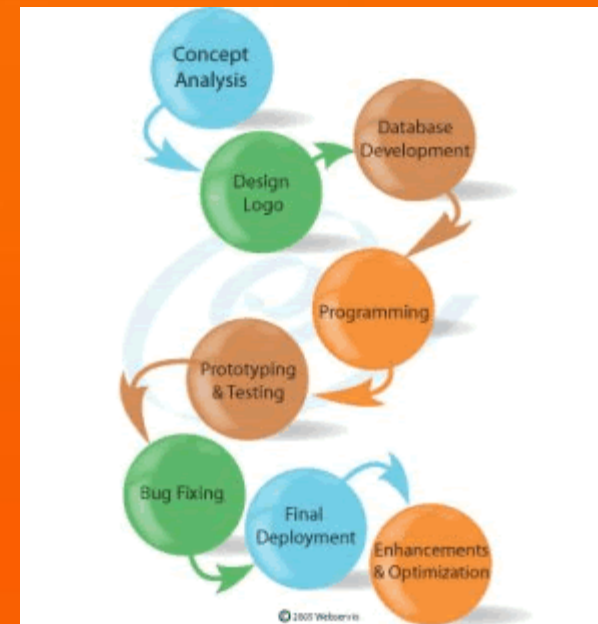 Concept
Analysis
Design
Logo
Database
Development
Programming
Prototyping
& Testing
Bug Fixing
Final
Deployment
Enhancements
& Optimization
© 2005 Webservis